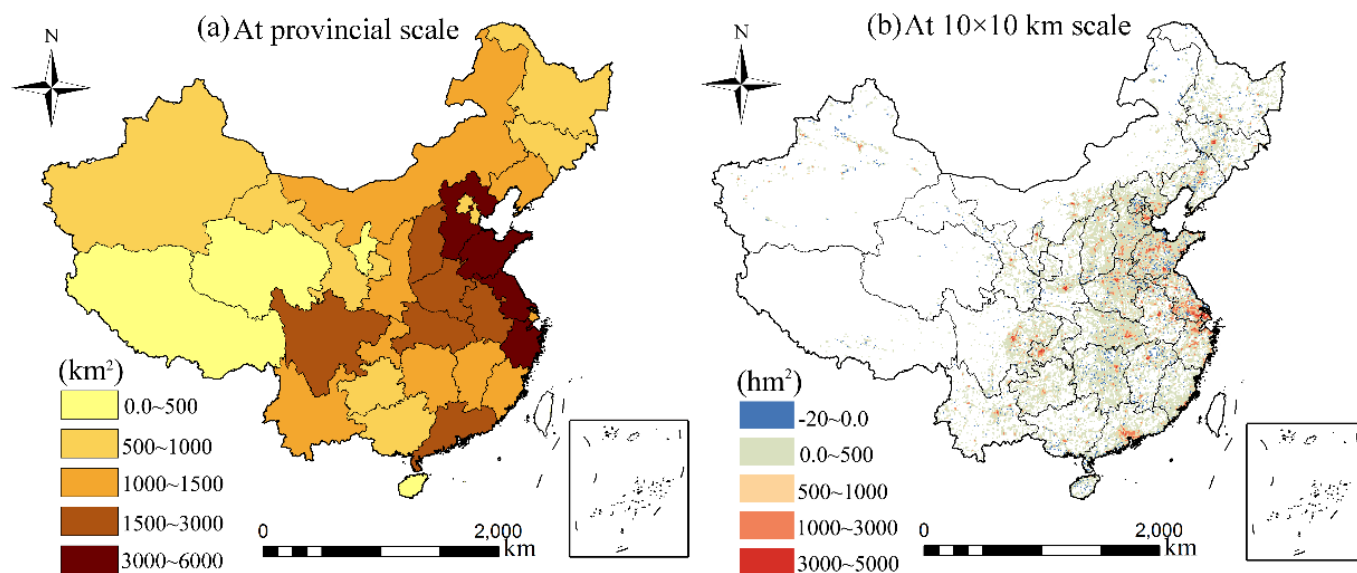 (a) At provincial scale
N
(km²)
0.0~500
500~1000
1000~1500
1500~3000
3000~6000
0 2,000
km
(b) At 10×10 km scale
N
(hm²)
-20~0.0
0.0~500
500~1000
1000~3000
3000~5000
0 2,000
km